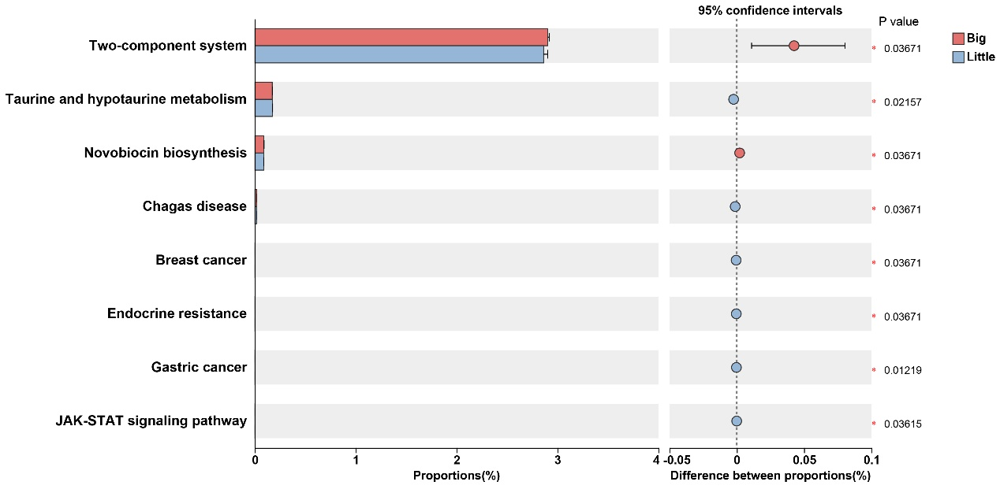 95% confidence intervals
P value
Big
Little
Two-component system
* 0.03671
Taurine and hypotaurine metabolism
* 0.02157
Novobiocin biosynthesis
* 0.03671
Chagas disease
* 0.03671
Breast cancer
* 0.03671
Endocrine resistance
* 0.03671
Gastric cancer
* 0.01219
JAK-STAT signaling pathway
* 0.03615
0 1 2 3 4 -0.05 0 0.05 0.1
Proportions(%) Difference between proportions(%)